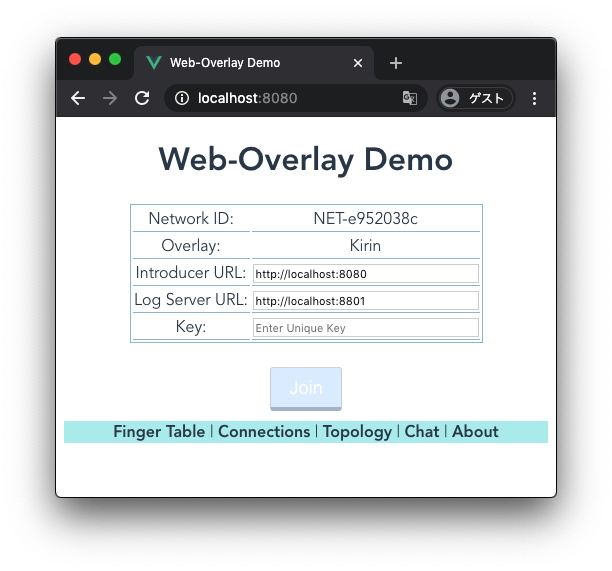 Web-Overlay Demo
localhost:8080
ゲスト
Web-Overlay Demo
Network ID: NET-e952038c
Overlay: Kirin
Introducer URL: http://localhost:8080
Log Server URL: http://localhost:8801
Key: Enter Unique Key
Join
Finger Table | Connections | Topology | Chat | About